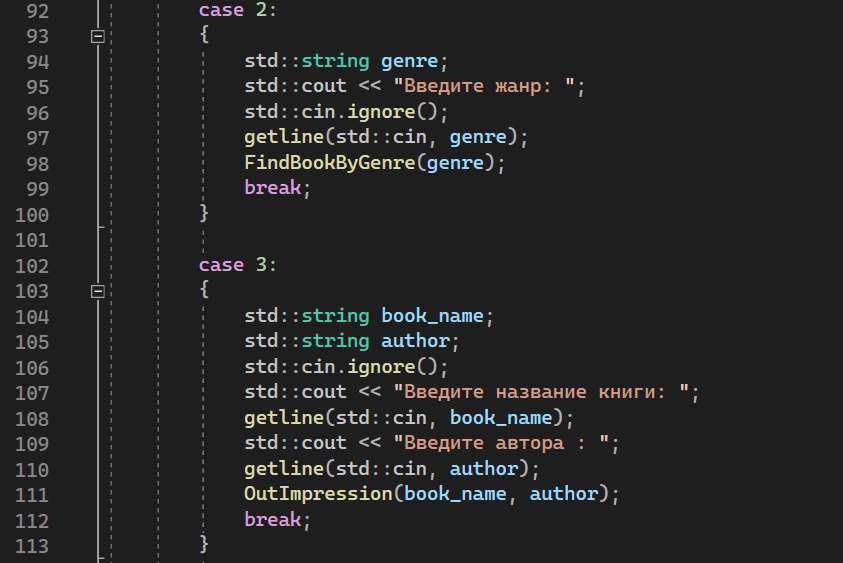 92 case 2:
93 {
94 std::string genre;
95 std::cout << "Введите жанр: ";
96 std::cin.ignore();
97 getline(std::cin, genre);
98 FindBookByGenre(genre);
99 break;
100 }
101
102 case 3:
103 {
104 std::string book_name;
105 std::string author;
106 std::cin.ignore();
107 std::cout << "Введите название книги: ";
108 getline(std::cin, book_name);
109 std::cout << "Введите автора : ";
110 getline(std::cin, author);
111 OutImpression(book_name, author);
112 break;
113 }